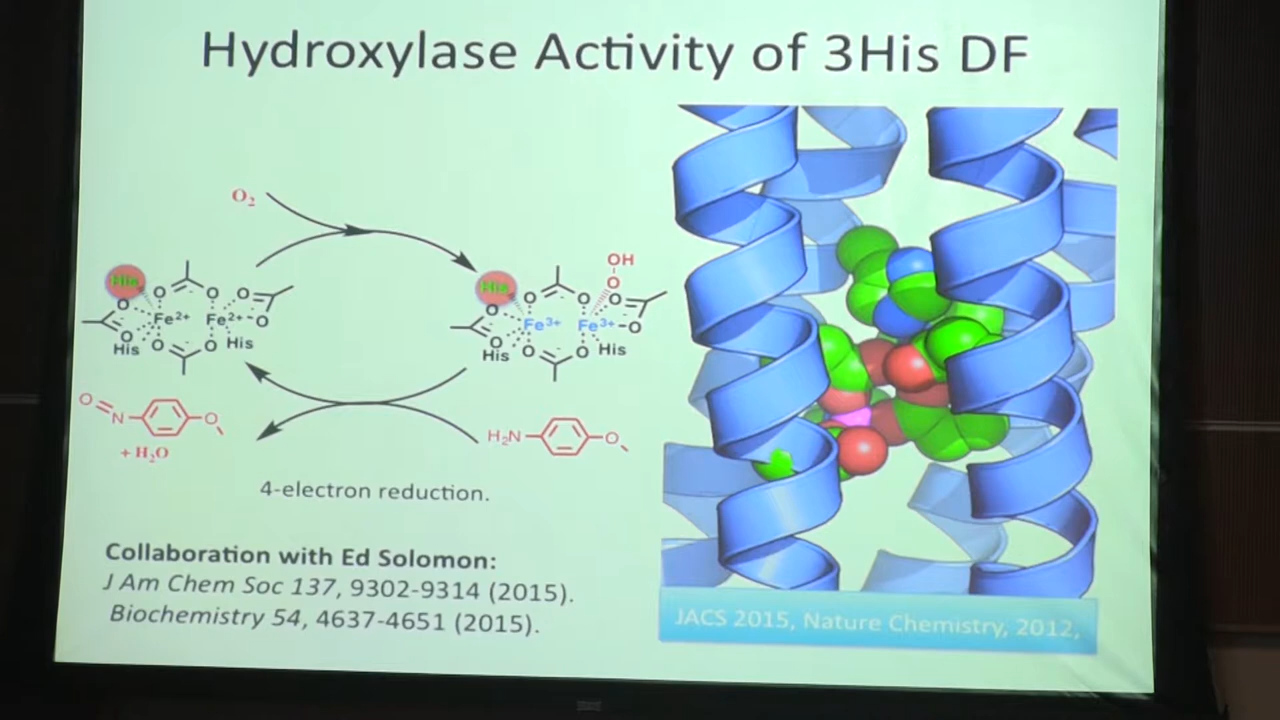 Hydroxylase Activity of 3His DF
O₂
His
O
O
O
O
O
Fe²⁺
Fe²⁺
O
O
His
O
O
His
His
O
O
O
O
OH
O
O
Fe³⁺
Fe³⁺
O
O
His
O
O
His
O
N
O
+ H₂O
H₂N
O
4-electron reduction.
Collaboration with Ed Solomon:
J Am Chem Soc 137, 9302-9314 (2015).
Biochemistry 54, 4637-4651 (2015).
JACS 2015, Nature Chemistry, 2012,